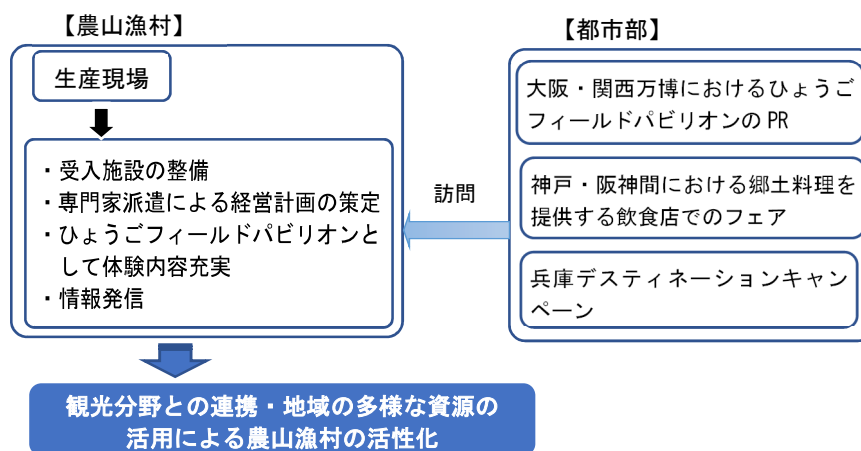 【農山漁村】
生産現場
・受入施設の整備
・専門家派遣による経営計画の策定
・ひょうごフィールドパビリオンと
して体験内容充実
・情報発信
訪問
【都市部】
大阪・関西万博におけるひょうご
フィールドパビリオンの PR
神戸・阪神間における郷土料理を
提供する飲食店でのフェア
兵庫デスティネーションキャン
ペーン
観光分野との連携・地域の多様な資源の
活用による農山漁村の活性化